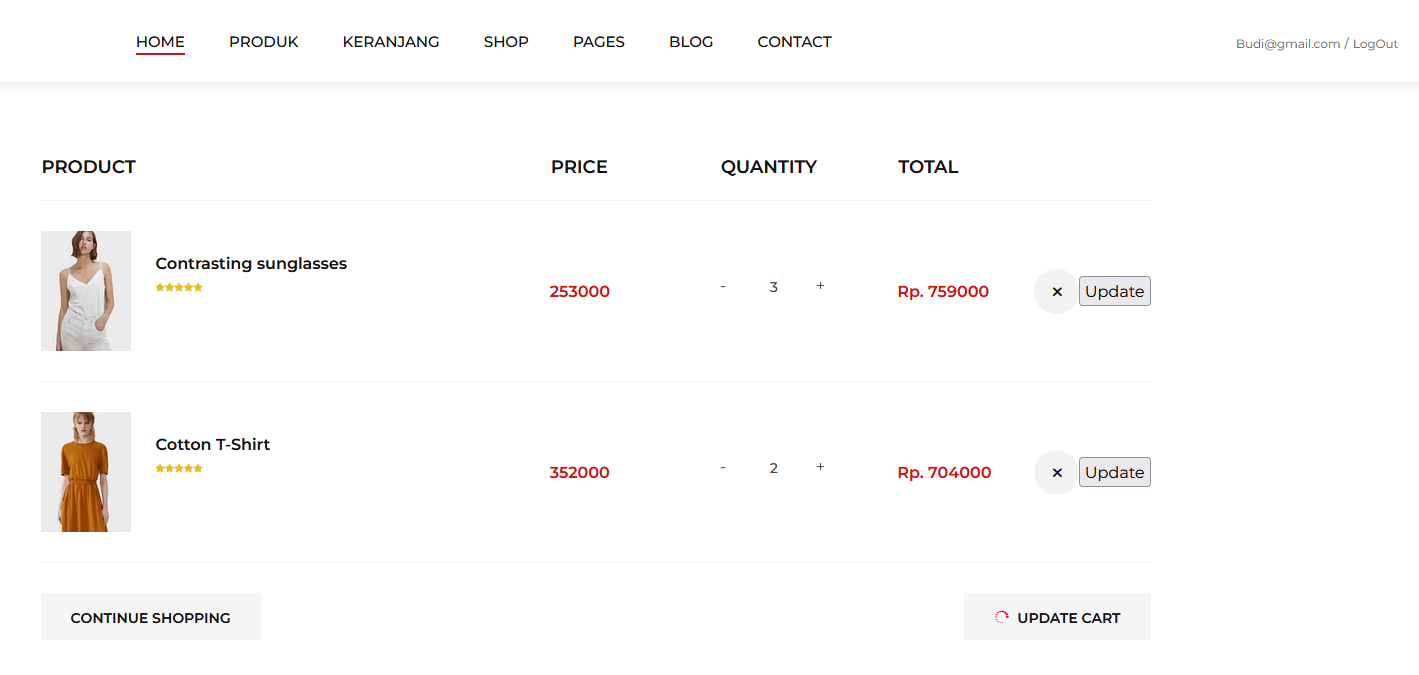 HOME PRODUK KERANJANG SHOP PAGES BLOG CONTACT Budi@gmail.com / LogOut
PRODUCT PRICE QUANTITY TOTAL
Contrasting sunglasses
253000 - 3 + Rp. 759000 × Update
Cotton T-Shirt
352000 - 2 + Rp. 704000 × Update
CONTINUE SHOPPING UPDATE CART